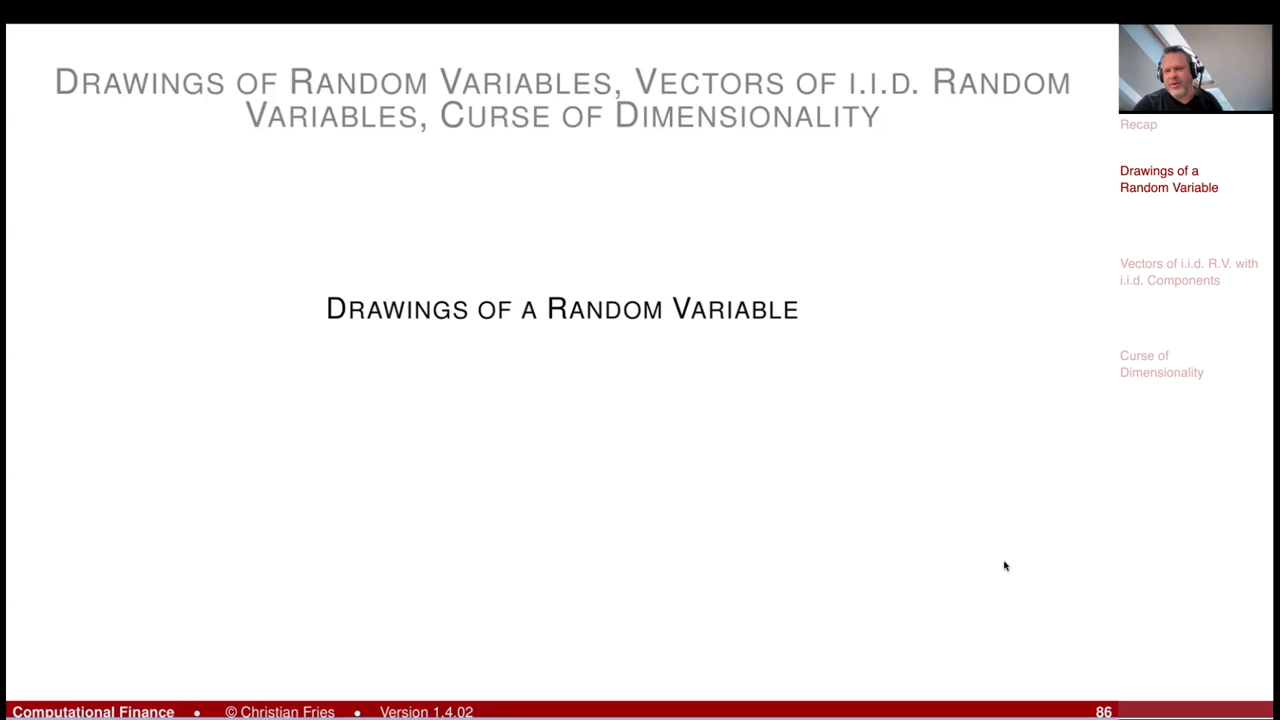 DRAWINGS OF RANDOM VARIABLES, VECTORS OF I.I.D. RANDOM
VARIABLES, CURSE OF DIMENSIONALITY
Recap
Drawings of a
Random Variable
Vectors of i.i.d. R.V. with
i.i.d. Components
DRAWINGS OF A RANDOM VARIABLE
Curse of
Dimensionality
Computational Finance • © Christian Fries • Version 1.4.02 86